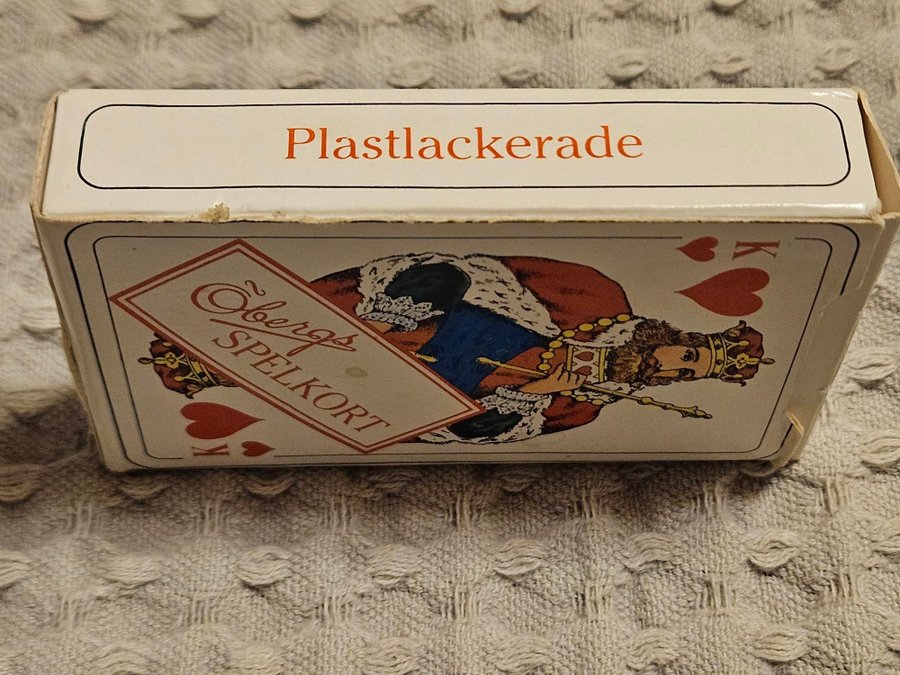 Plastlackerade
Öbergs
SPELKORT
K
K